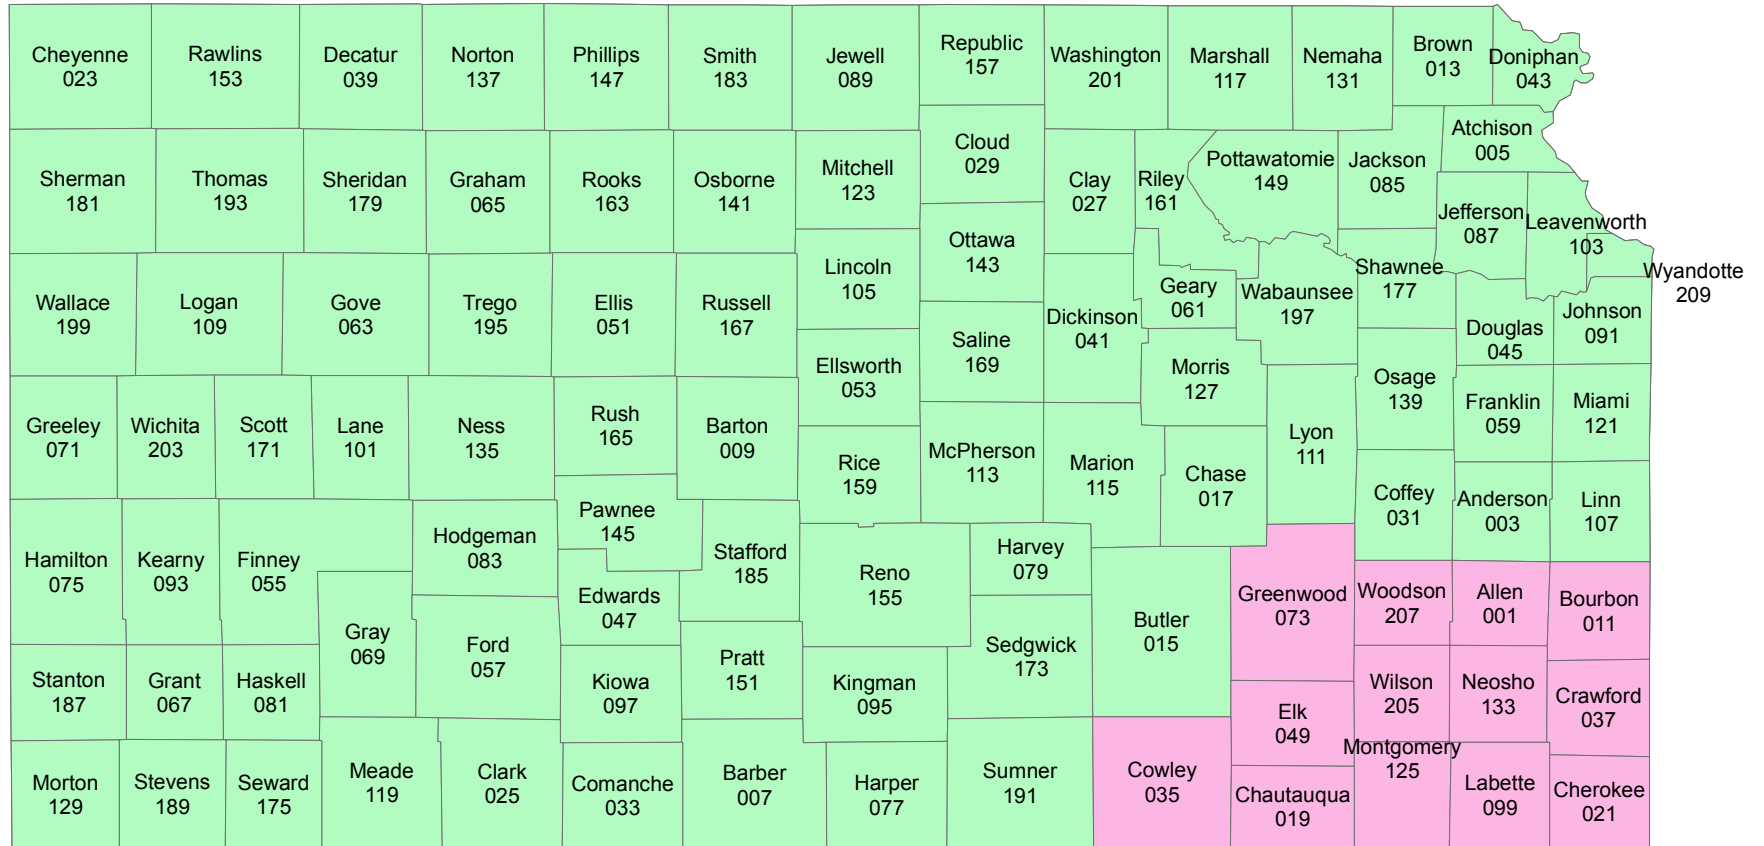 Cheyenne
023
Rawlins
153
Decatur
039
Norton
137
Phillips
147
Smith
183
Jewell
089
Republic
157
Washington
201
Marshall
117
Nemaha
131
Brown
013
Doniphan
043
Sherman
181
Thomas
193
Sheridan
179
Graham
065
Rooks
163
Osborne
141
Mitchell
123
Cloud
029
Clay
027
Riley
161
Pottawatomie
149
Jackson
085
Atchison
005
Jefferson
087
Leavenworth
103
Wyandotte
209
Wallace
199
Logan
109
Gove
063
Trego
195
Ellis
051
Russell
167
Lincoln
105
Ottawa
143
Dickinson
041
Geary
061
Wabaunsee
197
Shawnee
177
Douglas
045
Johnson
091
Ellsworth
053
Saline
169
Morris
127
Osage
139
Franklin
059
Miami
121
Greeley
071
Wichita
203
Scott
171
Lane
101
Ness
135
Rush
165
Barton
009
Rice
159
McPherson
113
Marion
115
Chase
017
Lyon
111
Coffey
031
Anderson
003
Linn
107
Hamilton
075
Kearny
093
Finney
055
Hodgeman
083
Pawnee
145
Stafford
185
Reno
155
Harvey
079
Edwards
047
Gray
069
Ford
057
Butler
015
Greenwood
073
Woodson
207
Allen
001
Bourbon
011
Stanton
187
Grant
067
Haskell
081
Kiowa
097
Pratt
151
Kingman
095
Sedgwick
173
Elk
049
Wilson
205
Neosho
133
Crawford
037
Morton
129
Stevens
189
Seward
175
Meade
119
Clark
025
Comanche
033
Barber
007
Harper
077
Sumner
191
Cowley
035
Chautauqua
019
Montgomery
125
Labette
099
Cherokee
021